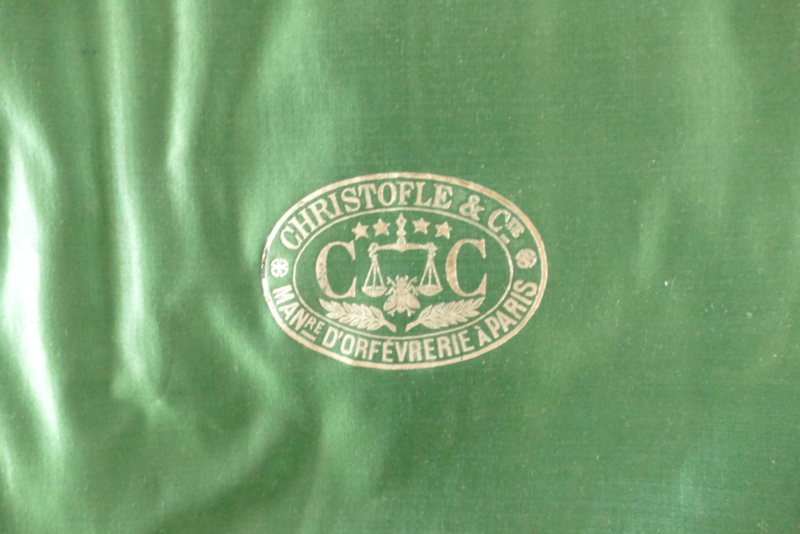 CHRISTOFLE & CIE
C C
MANRE D'ORFÉVRERIE À PARIS